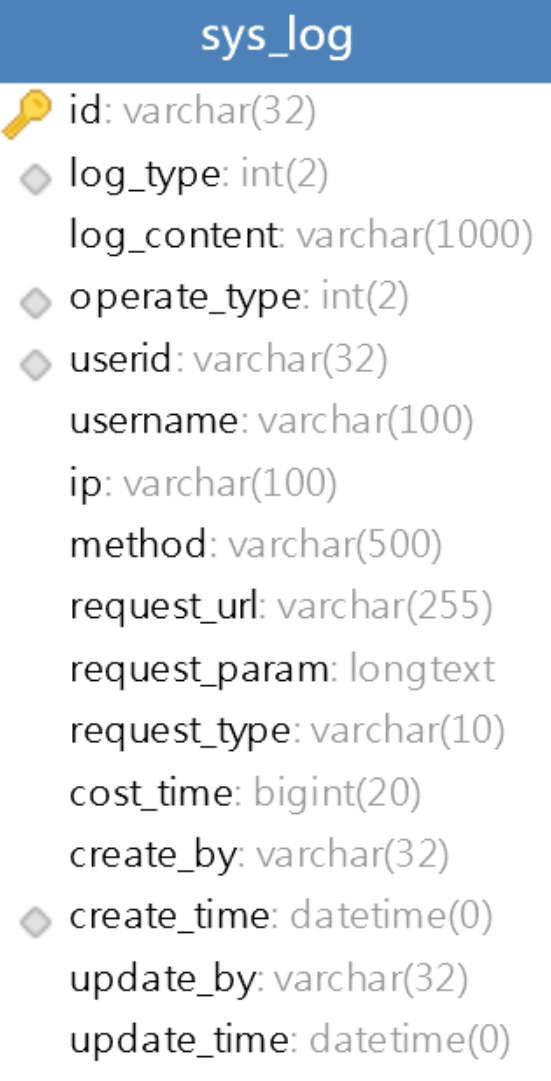 sys_log
id: varchar(32)
log_type: int(2)
log_content: varchar(1000)
operate_type: int(2)
userid: varchar(32)
username: varchar(100)
ip: varchar(100)
method: varchar(500)
request_url: varchar(255)
request_param: longtext
request_type: varchar(10)
cost_time: bigint(20)
create_by: varchar(32)
create_time: datetime(0)
update_by: varchar(32)
update_time: datetime(0)